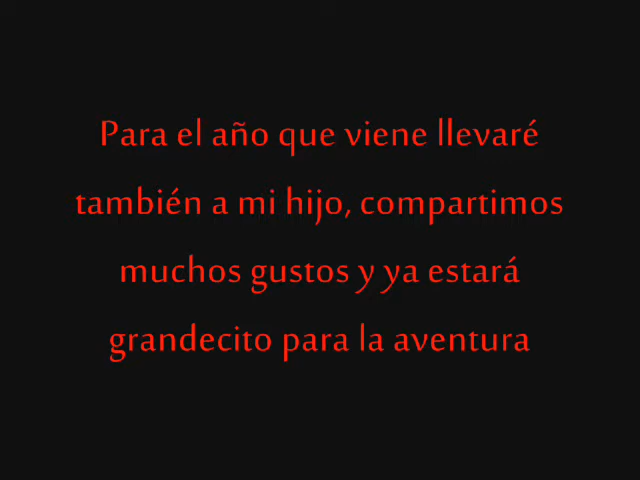 Para el año que viene llevaré
también a mi hijo, compartimos
muchos gustos y ya estará
grandecito para la aventura